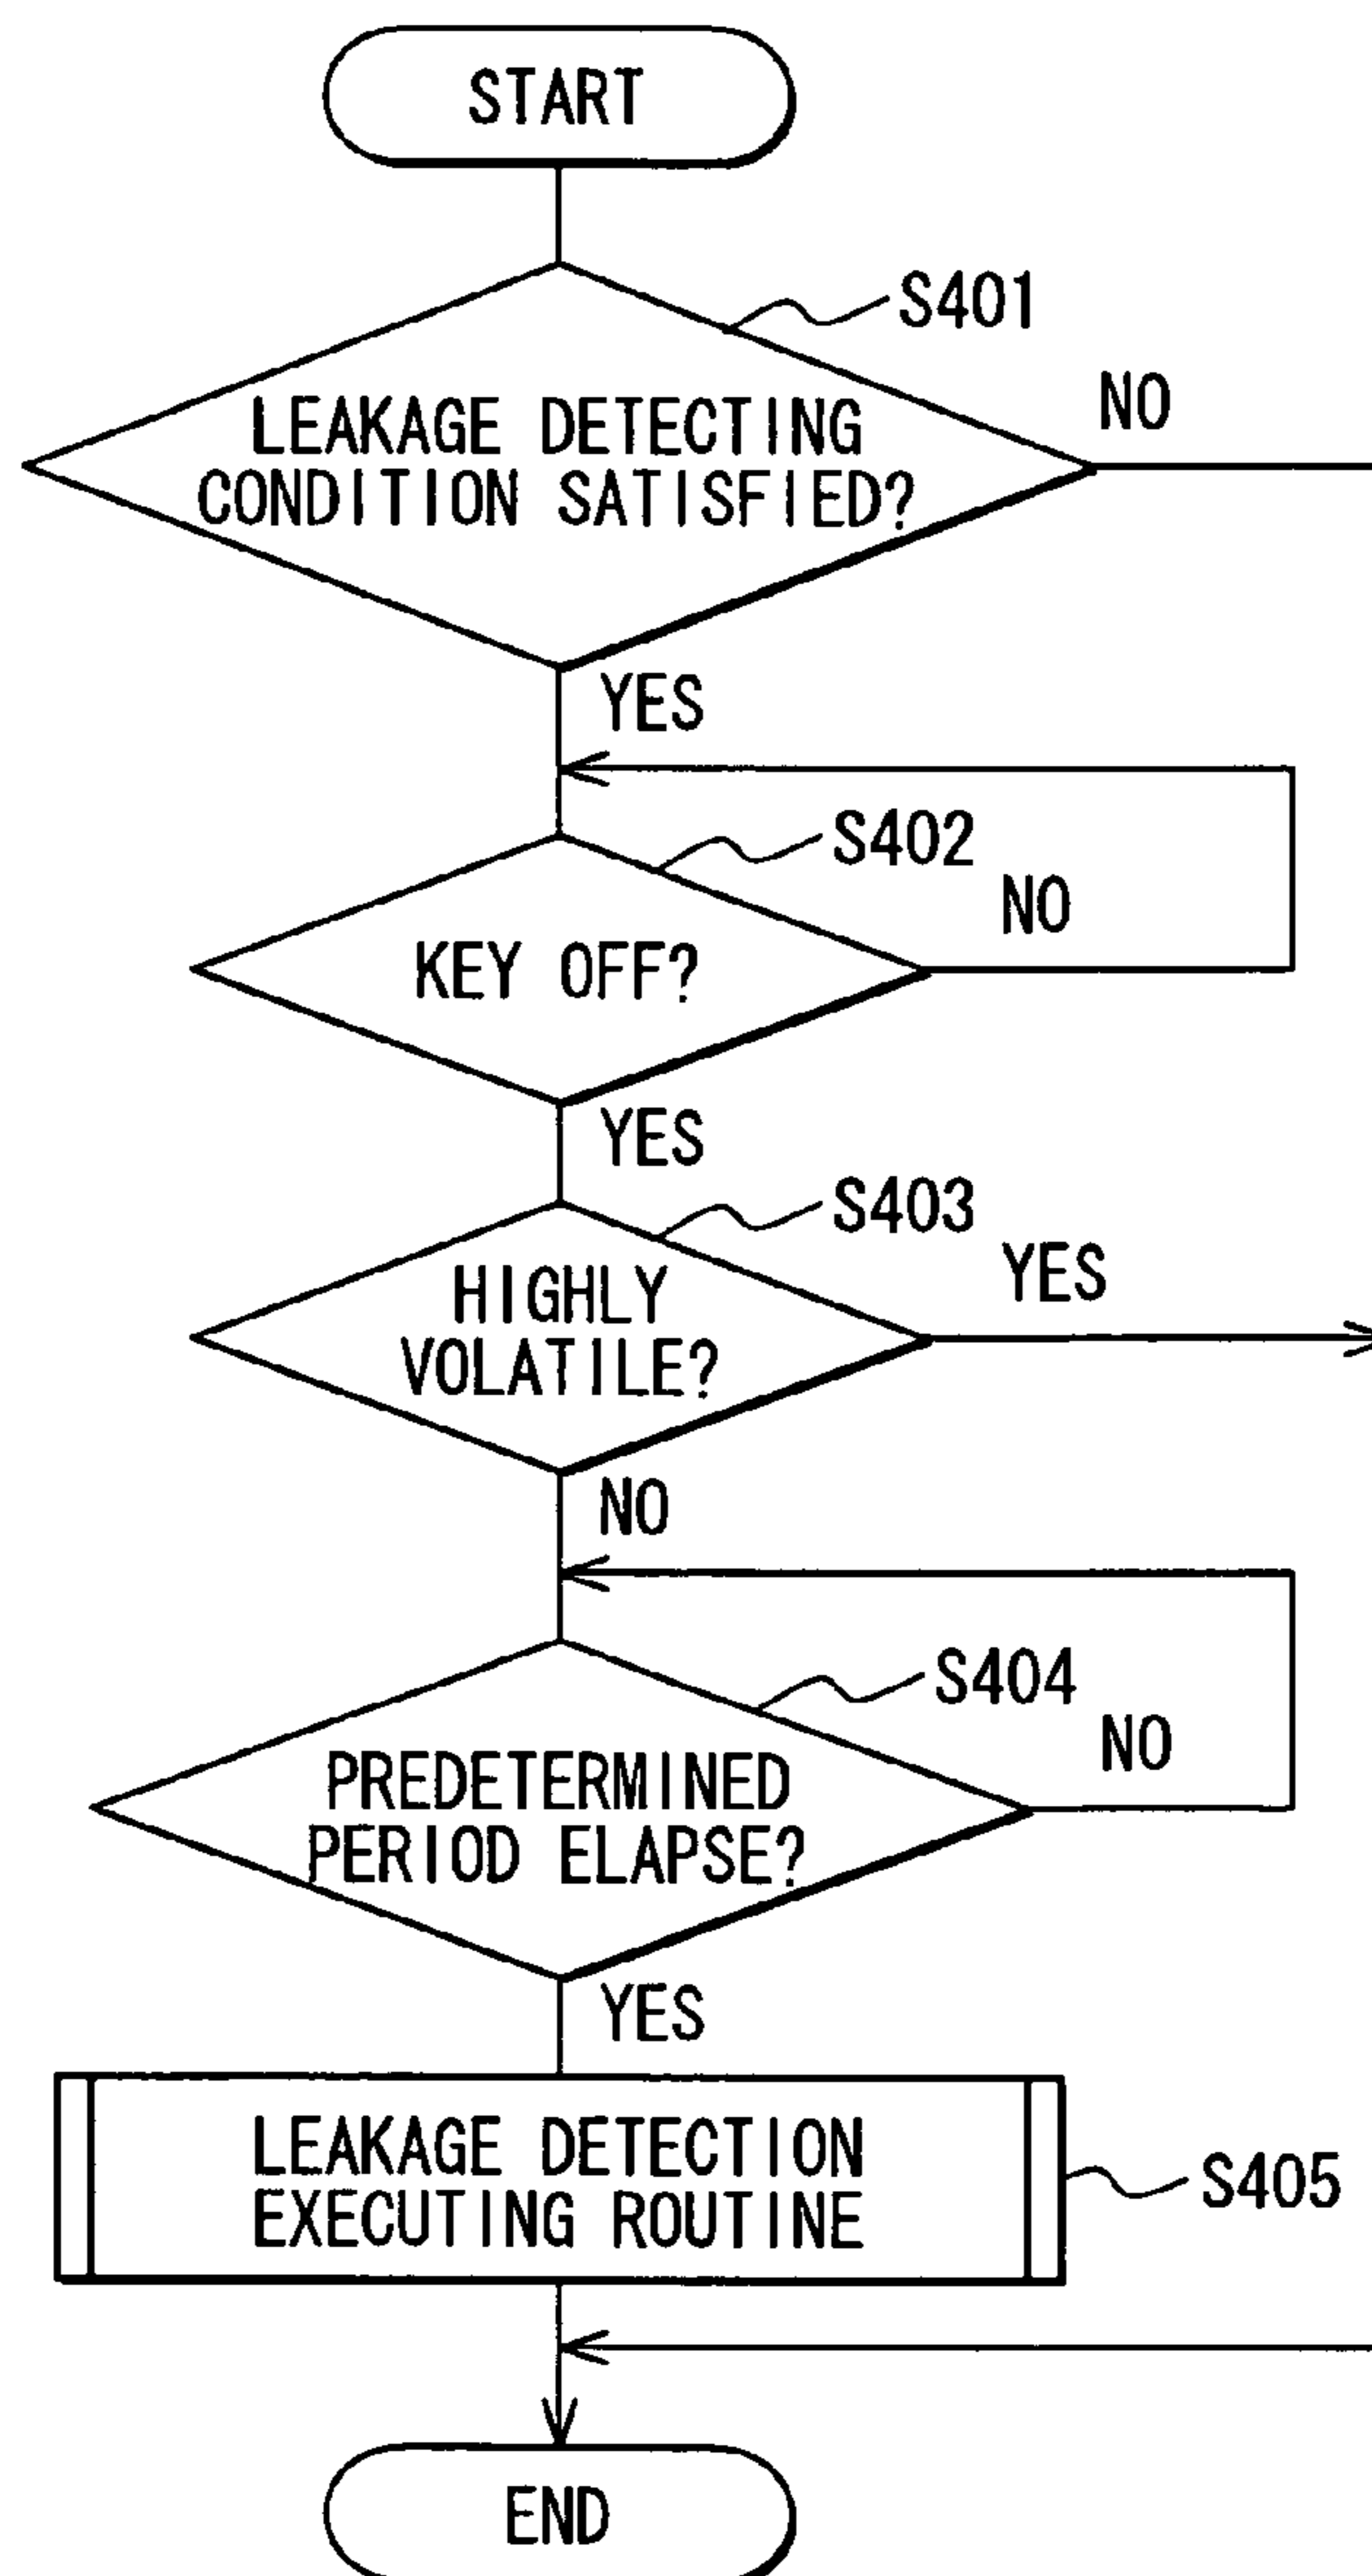 START
S401
NO
LEAKAGE DETECTING
CONDITION SATISFIED?
YES
S402
NO
KEY OFF?
YES
S403
YES
HIGHLY
VOLATILE?
NO
S404
NO
PREDETERMINED
PERIOD ELAPSE?
YES
LEAKAGE DETECTION
EXECUTING ROUTINE
S405
END